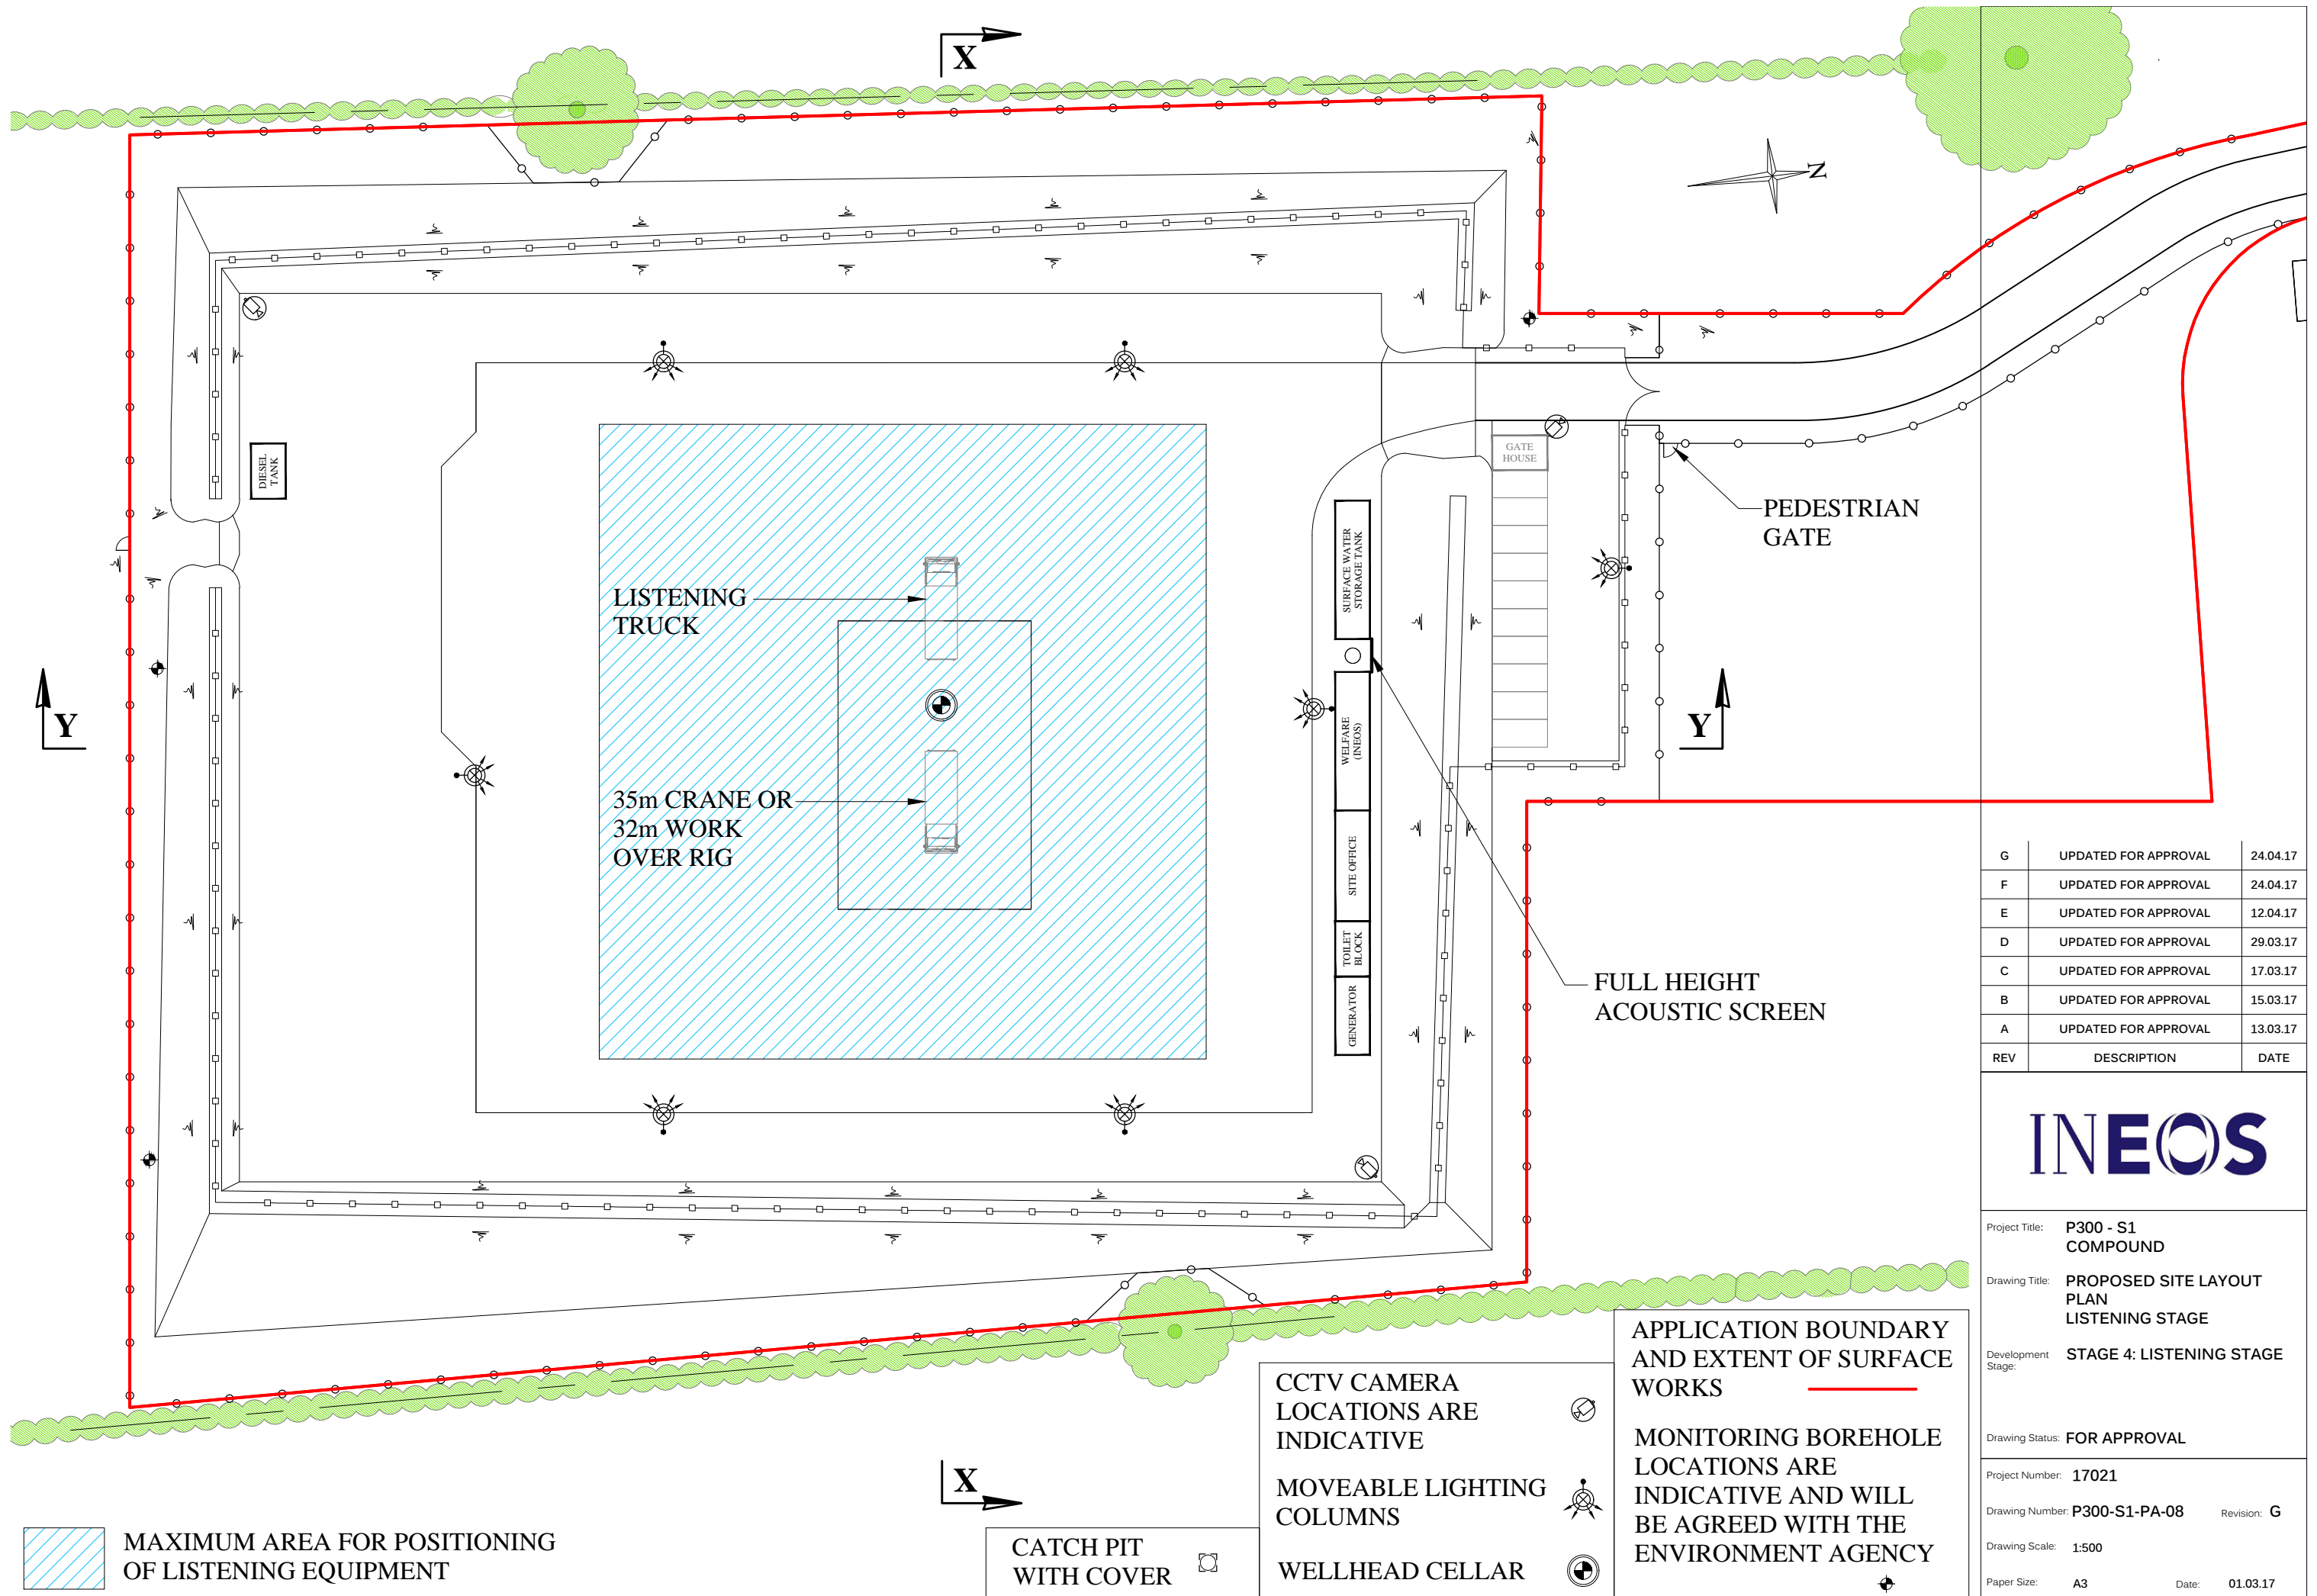 X
N
DIESEL
TANK
GATE
HOUSE
PEDESTRIAN
GATE
SURFACE WATER
STORAGE TANK
LISTENING
TRUCK
Y
Y
WELFARE
(INEOS)
35m CRANE OR
32m WORK
OVER RIG
SITE OFFICE
TOILET
BLOCK
GENERATOR
FULL HEIGHT
ACOUSTIC SCREEN
X
MAXIMUM AREA FOR POSITIONING
OF LISTENING EQUIPMENT
CATCH PIT
WITH COVER
CCTV CAMERA
LOCATIONS ARE
INDICATIVE
MOVEABLE LIGHTING
COLUMNS
WELLHEAD CELLAR
APPLICATION BOUNDARY
AND EXTENT OF SURFACE
WORKS
MONITORING BOREHOLE
LOCATIONS ARE
INDICATIVE AND WILL
BE AGREED WITH THE
ENVIRONMENT AGENCY
G UPDATED FOR APPROVAL 24.04.17
F UPDATED FOR APPROVAL 24.04.17
E UPDATED FOR APPROVAL 12.04.17
D UPDATED FOR APPROVAL 29.03.17
C UPDATED FOR APPROVAL 17.03.17
B UPDATED FOR APPROVAL 15.03.17
A UPDATED FOR APPROVAL 13.03.17
REV DESCRIPTION DATE
INEOS
Project Title: P300 - S1
COMPOUND
Drawing Title: PROPOSED SITE LAYOUT
PLAN
LISTENING STAGE
Development
Stage: STAGE 4: LISTENING STAGE
Drawing Status: FOR APPROVAL
Project Number: 17021
Drawing Number: P300-S1-PA-08 Revision: G
Drawing Scale: 1:500
Paper Size: A3 Date: 01.03.17